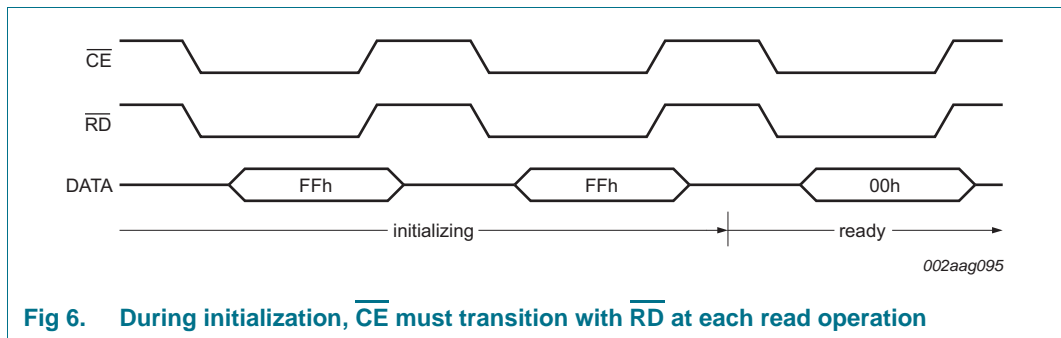 CE
RD
DATA FFh FFh 00h
initializing ready
002aag095
Fig 6. During initialization, CE must transition with RD at each read operation